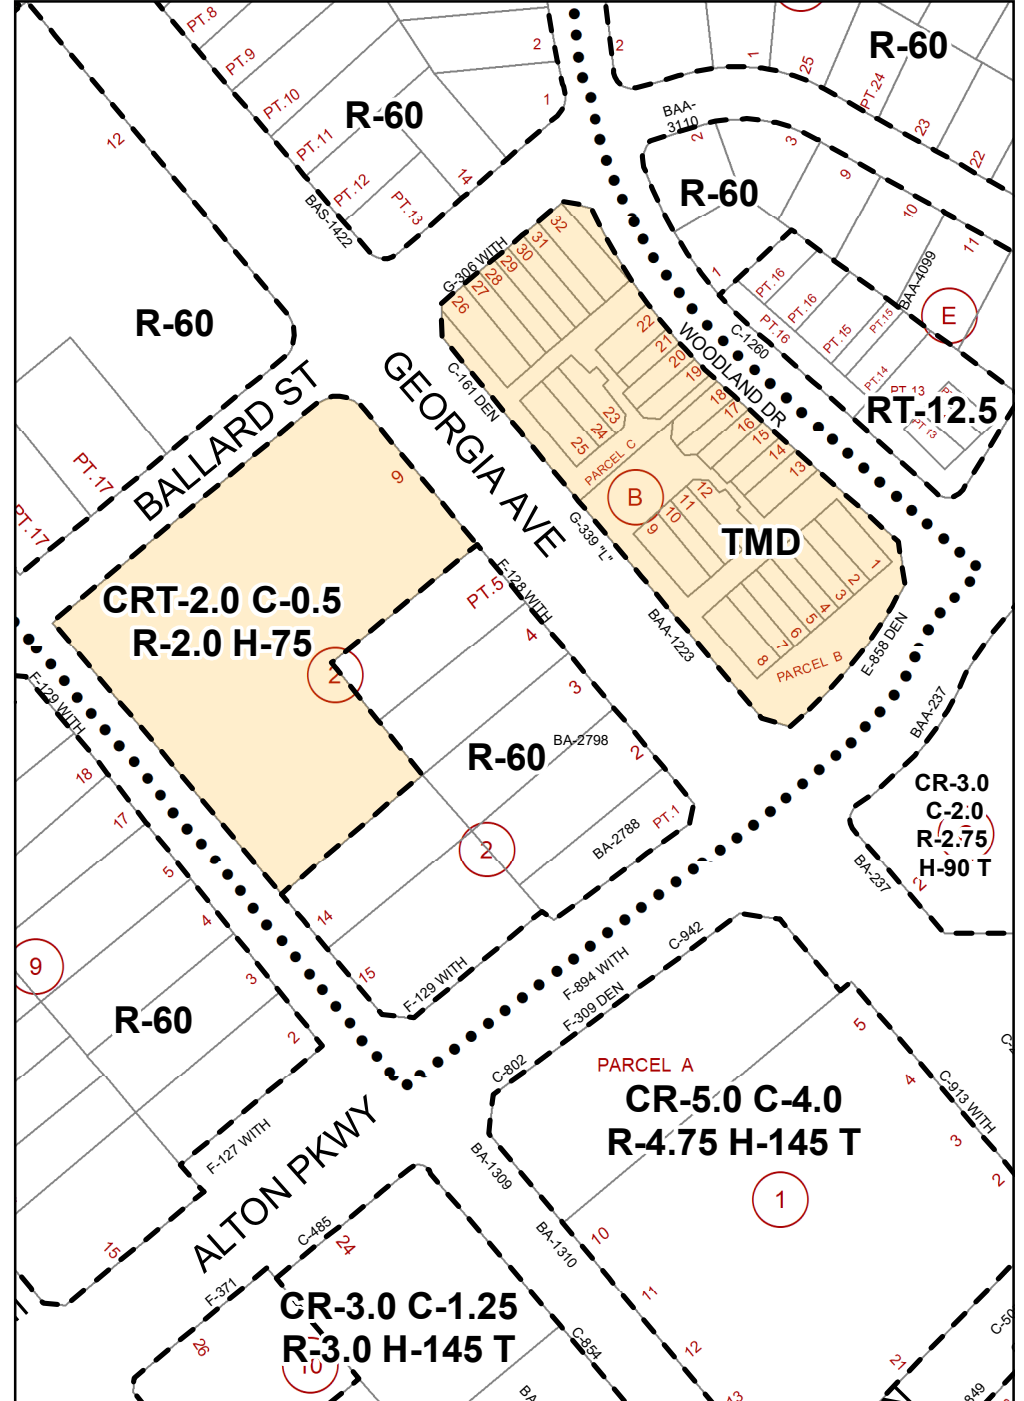 PT.8
PT.9
PT.10
PT.11
PT.12
PT.13
14
2
1
2
1
25
PT.24
23
22
R-60
R-60
12
BAS-1422
BAA-
3110
2
3
9
10
11
R-60
1
G-306 WITH
26
27
28
29
30
31
32
PT.16
PT.16
PT.16
PT.15
PT.15
PT.14
PT.13
PT.13
BAA-4099
E
C-1260
R-60
WOODLAND DR
22
21
20
19
18
17
16
15
14
13
RT-12.5
C-161 DEN
GEORGIA AVE
BALLARD ST
23
24
25
PARCEL C
B
12
11
10
9
PT.17
PT.17
9
G-339 "L"
TMD
1
2
3
4
5
6
7
8
PARCEL B
E-858 DEN
BAA-1223
F-128 WITH
PT.5
4
3
2
PT.1
CRT-2.0 C-0.5
R-2.0 H-75
2
F-129 WITH
R-60
BA-2798
BA-2788
2
BAA-237
CR-3.0
C-2.0
R-2.75
H-90 T
BA-237
2
18
17
5
4
3
2
14
15
9
R-60
F-129 WITH
F-894 WITH
F-309 DEN
C-942
C-802
PARCEL A
CR-5.0 C-4.0
R-4.75 H-145 T
5
4
3
2
C-913 WITH
1
F-127 WITH
ALTON PKWY
BA-1309
BA-1310
10
11
12
13
15
C-485
24
F-371
26
CR-3.0 C-1.25
R-3.0 H-145 T
10
C-854
21